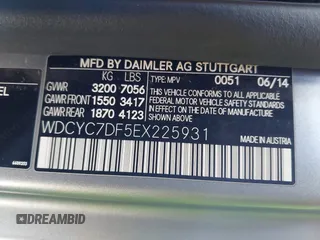 MFD BY DAIMLER AG STUTTGART
KG LBS TYPE: MPV 0051 06/14
GVWR 3200 7056
GAWR FRONT 1550 3417
GAWR REAR 1870 4123
THIS VEHICLE CONFORMS TO ALL
APPLICABLE U.S. FEDERAL MOTOR
VEHICLE SAFETY STANDARDS IN
EFFECT ON THE DATE OF
MANUFACTURE SHOWN ABOVE.
WDCYC7DF5EX225931
MADE IN AUSTRIA
EL
DREAMBID